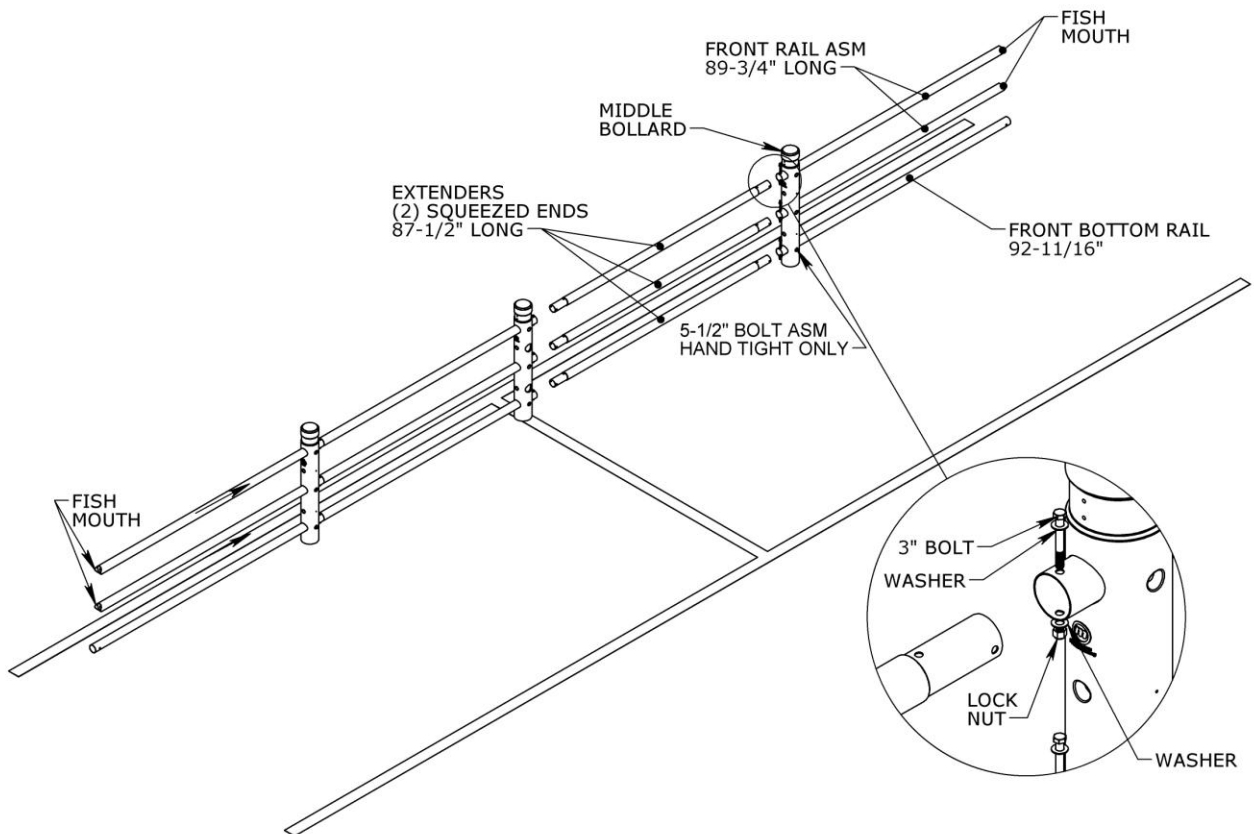 FISH
MOUTH
FRONT RAIL ASM
89-3/4" LONG
MIDDLE
BOLLARD
EXTENDERS
(2) SQUEEZED ENDS
87-1/2" LONG
FRONT BOTTOM RAIL
92-11/16"
5-1/2" BOLT ASM
HAND TIGHT ONLY
FISH
MOUTH
3" BOLT
WASHER
LOCK
NUT
WASHER